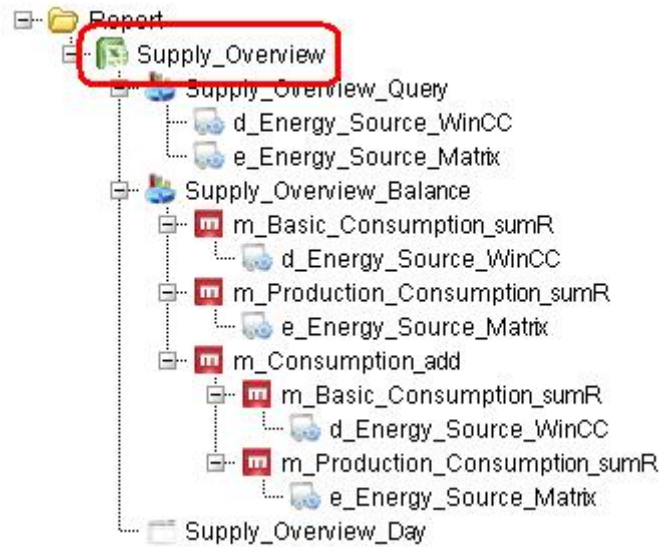 Report
Supply_Overview
Supply_Overview_Query
d_Energy_Source_WinCC
e_Energy_Source_Matrix
Supply_Overview_Balance
m m_Basic_Consumption_sumR
d_Energy_Source_WinCC
m m_Production_Consumption_sumR
e_Energy_Source_Matrix
m m_Consumption_add
m m_Basic_Consumption_sumR
d_Energy_Source_WinCC
m m_Production_Consumption_sumR
e_Energy_Source_Matrix
Supply_Overview_Day